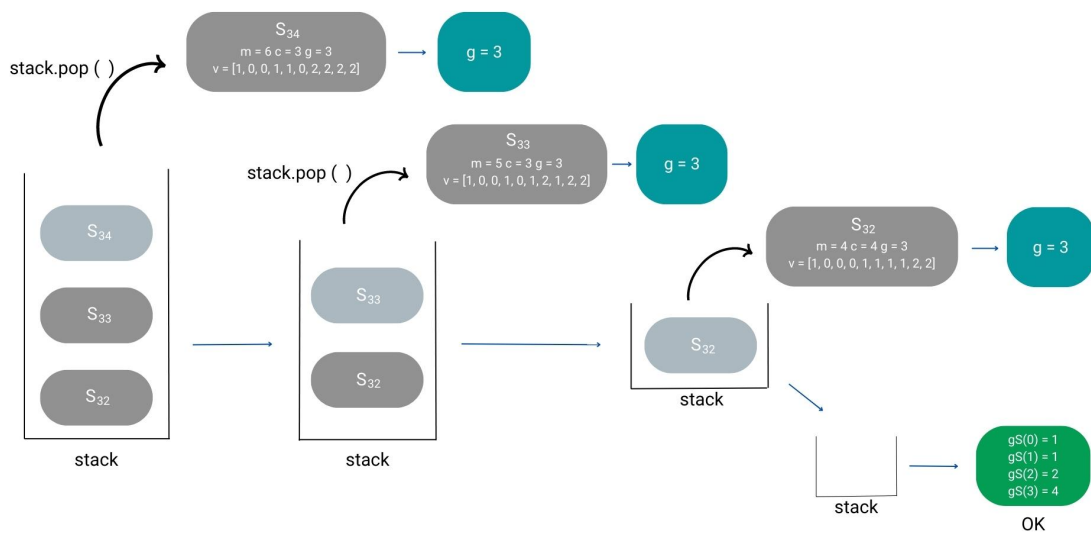 S₃₄
m = 6 c = 3 g = 3
v = [1, 0, 0, 1, 1, 0, 2, 2, 2, 2]
g = 3
stack.pop ( )
S₃₃
m = 5 c = 3 g = 3
v = [1, 0, 0, 1, 0, 1, 2, 1, 2, 2]
g = 3
stack.pop ( )
S₃₂
m = 4 c = 4 g = 3
v = [1, 0, 0, 0, 1, 1, 1, 1, 2, 2]
g = 3
S₃₄
S₃₃
S₃₂
stack
S₃₃
S₃₂
stack
S₃₂
stack
stack
gS(0) = 1
gS(1) = 1
gS(2) = 2
gS(3) = 4
OK